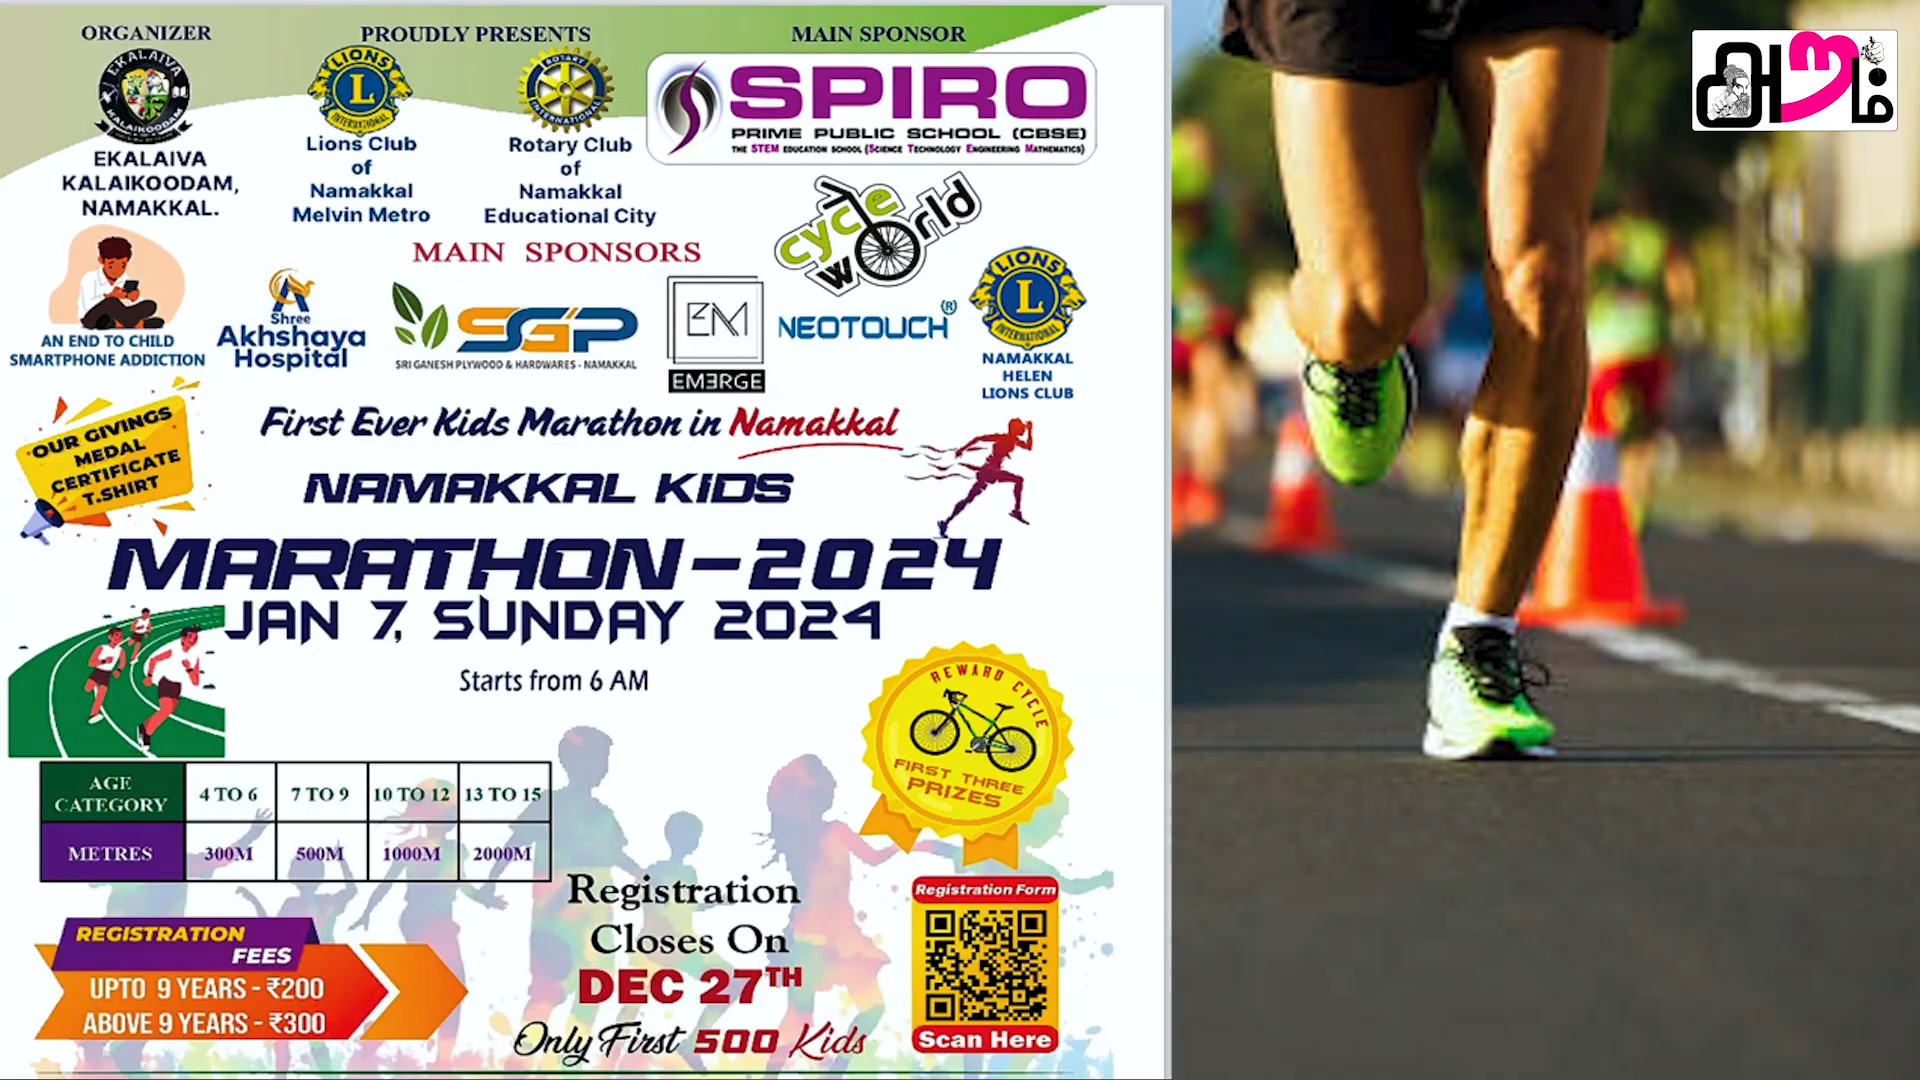 ORGANIZER
EKALAIVA
KALAIKOODAM
EKALAIVA
KALAIKOODAM,
NAMAKKAL.
PROUDLY PRESENTS
LIONS
L
INTERNATIONAL
Lions Club
of
Namakkal
Melvin Metro
ROTARY
INTERNATIONAL
Rotary Club
of
Namakkal
Educational City
MAIN SPONSOR
SPIRO
PRIME PUBLIC SCHOOL (CBSE)
THE STEM EDUCATION SCHOOL (SCIENCE TECHNOLOGY ENGINEERING MATHEMATICS)
அறம்
cycle
world
MAIN SPONSORS
AN END TO CHILD
SMARTPHONE ADDICTION
Shree
Akhshaya
Hospital
SGP
SRI GANESH PLYWOOD & HARDWARES - NAMAKKAL
EM
EMERGE
NEOTOUCH®
LIONS
L
INTERNATIONAL
NAMAKKAL
HELEN
LIONS CLUB
OUR GIVINGS
MEDAL
CERTIFICATE
T.SHIRT
First Ever Kids Marathon in Namakkal
NAMAKKAL KIDS
MARATHON-2024
JAN 7, SUNDAY 2024
Starts from 6 AM
REWARD CYCLE
FIRST THREE
PRIZES
AGE CATEGORY 4 TO 6 7 TO 9 10 TO 12 13 TO 15
METRES 300M 500M 1000M 2000M
REGISTRATION
FEES
UPTO 9 YEARS - ₹200
ABOVE 9 YEARS - ₹300
Registration
Closes On
DEC 27TH
Only First 500 Kids
Registration Form
Scan Here